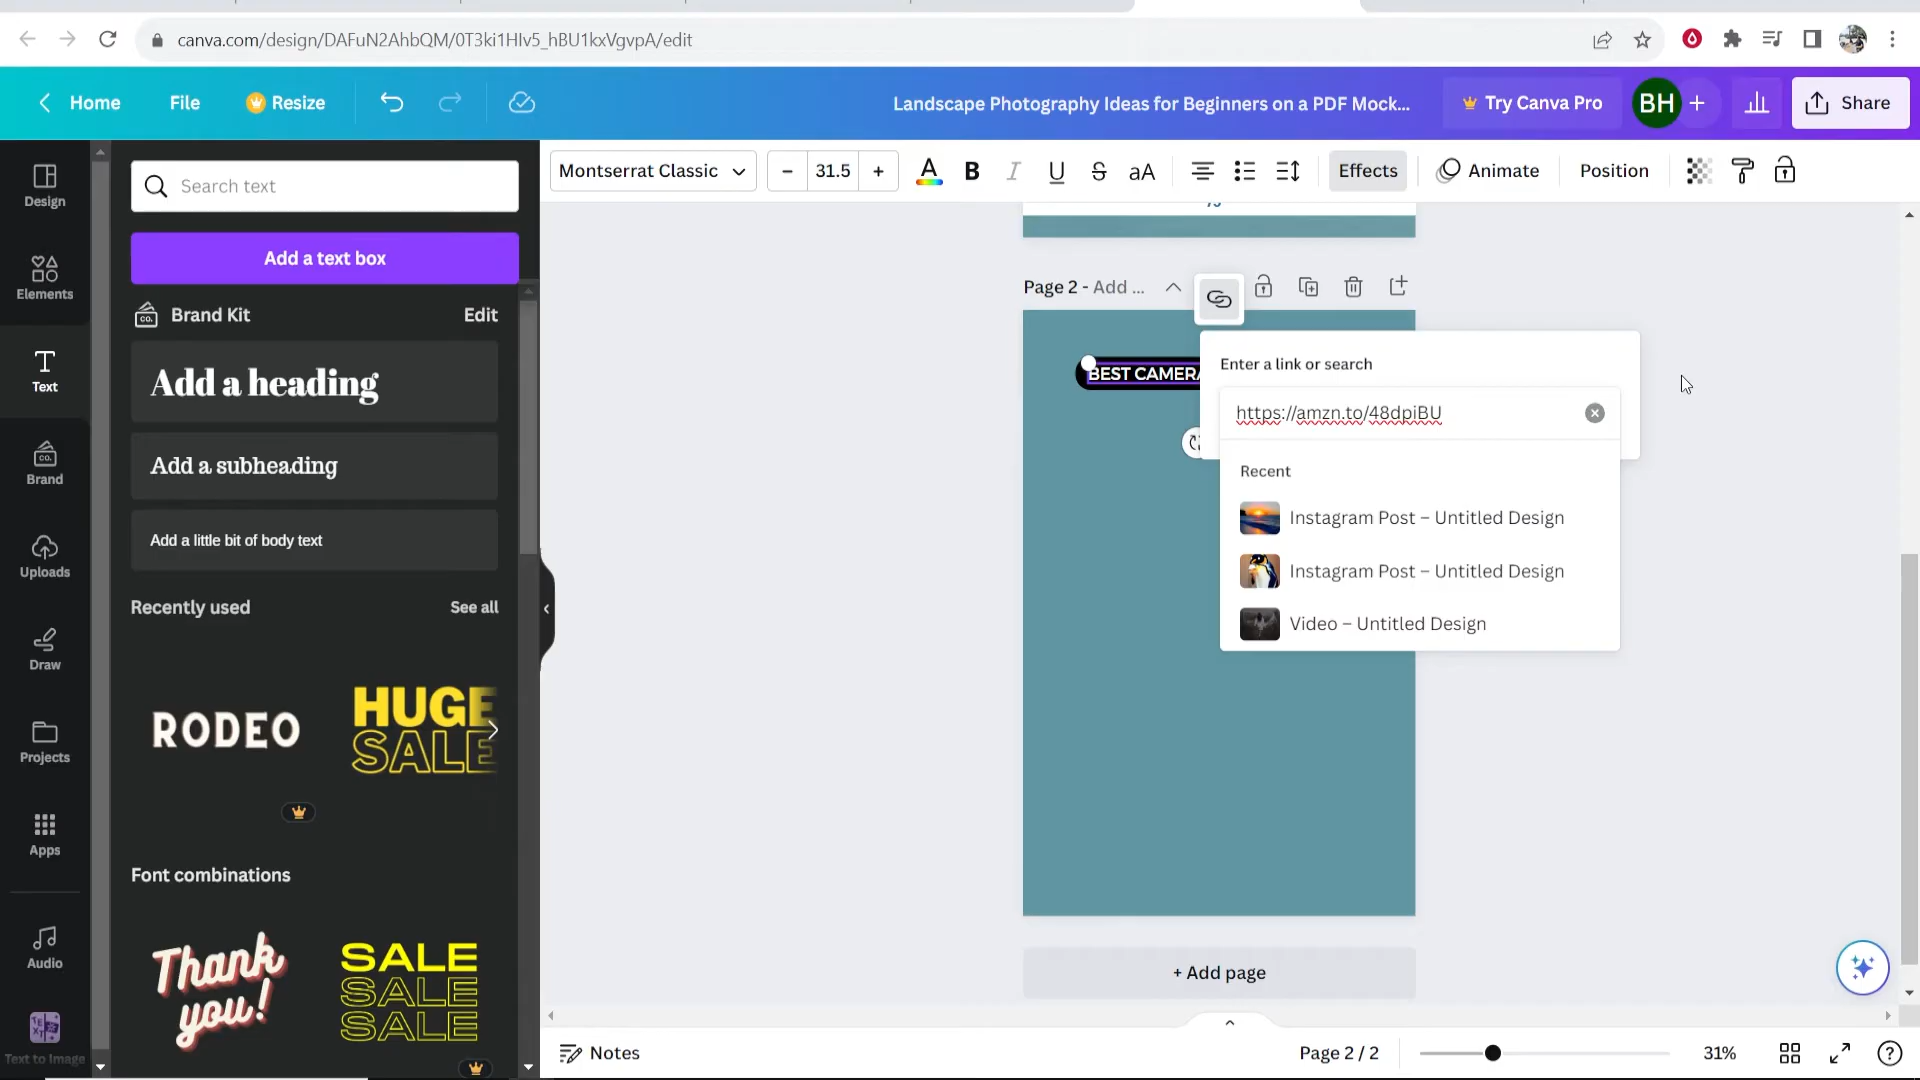 canva.com/design/DAFuN2AhbQM/0T3ki1HIv5_hBU1kxVgvpA/edit
Home
File
Resize
Landscape Photography Ideas for Beginners on a PDF Mock...
Try Canva Pro
BH
Share
Design
Elements
Text
Brand
Uploads
Draw
Projects
Apps
Audio
Text to Image
Search text
Add a text box
Brand Kit
Edit
Add a heading
Add a subheading
Add a little bit of body text
Recently used
See all
RODEO
HUGE
SALE
Font combinations
Thank
you!
SALE
SALE
SALE
Montserrat Classic
31.5
Effects
Animate
Position
Page 2 - Add ...
BEST CAMERA
Enter a link or search
https://amzn.to/48dpiBU
Recent
Instagram Post – Untitled Design
Instagram Post – Untitled Design
Video – Untitled Design
+ Add page
Notes
Page 2 / 2
31%